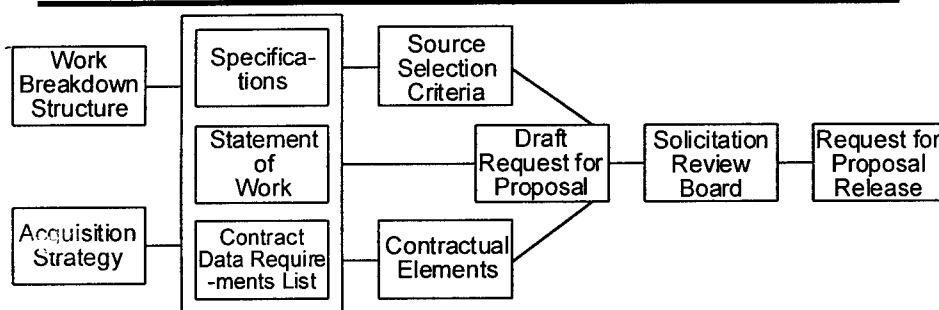 Work
Breakdown
Structure
Acquisition
Strategy
Specifica-
tions
Statement
of
Work
Contract
Data Require
-ments List
Source
Selection
Criteria
Contractual
Elements
Draft
Request for
Proposal
Solicitation
Review
Board
Request for
Proposal
Release